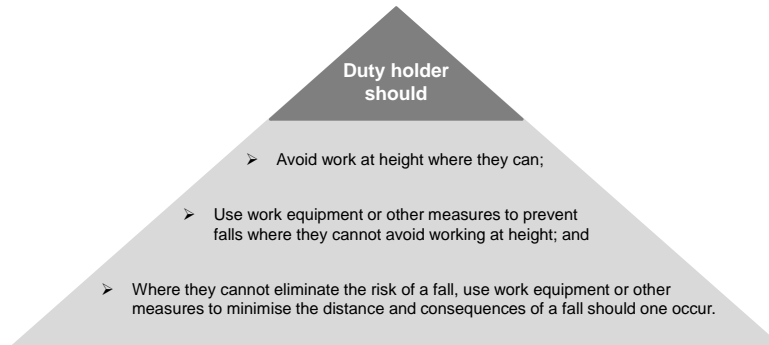 Duty holder
should
➢ Avoid work at height where they can;
➢ Use work equipment or other measures to prevent
falls where they cannot avoid working at height; and
➢ Where they cannot eliminate the risk of a fall, use work equipment or other
measures to minimise the distance and consequences of a fall should one occur.